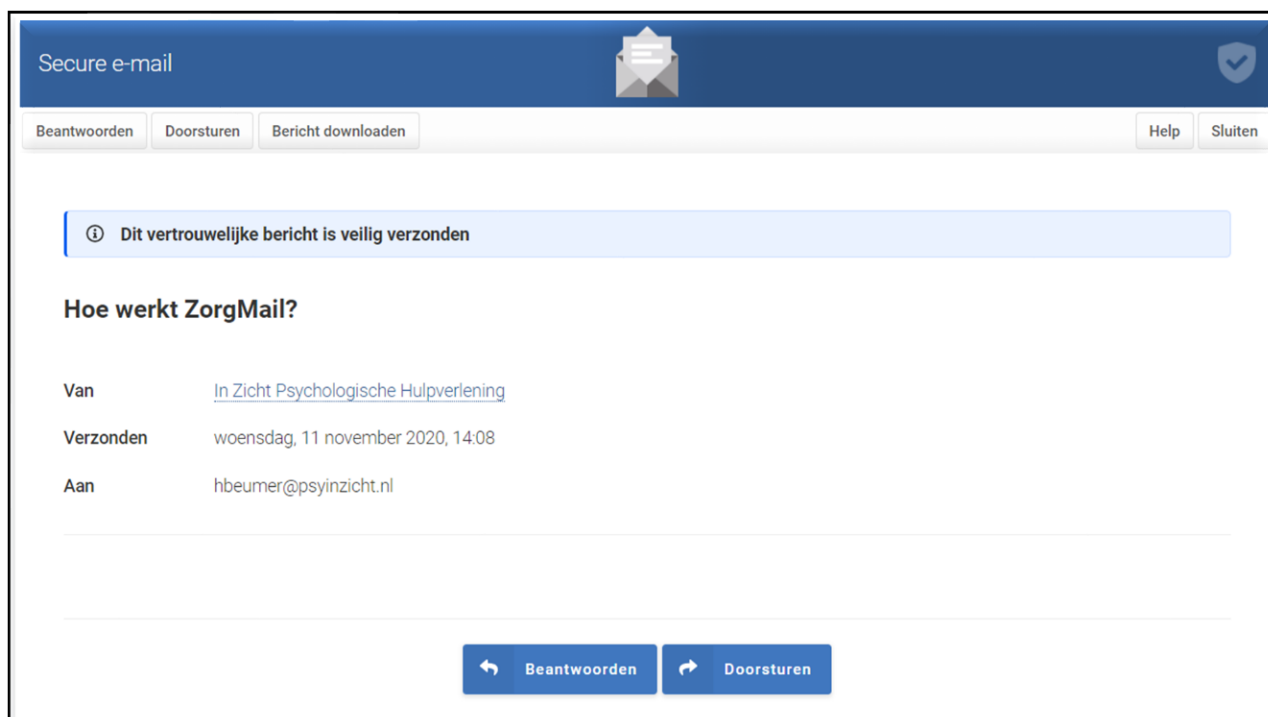 Secure e-mail
Beantwoorden Doorsturen Bericht downloaden Help Sluiten
Dit vertrouwelijke bericht is veilig verzonden
Hoe werkt ZorgMail?
Van In Zicht Psychologische Hulpverlening
Verzonden woensdag, 11 november 2020, 14:08
Aan hbeumer@psyinzicht.nl
Beantwoorden Doorsturen